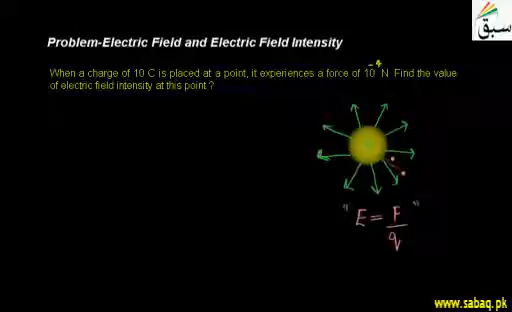 سبق
Problem-Electric Field and Electric Field Intensity
When a charge of 10 C is placed at a point, it experiences a force of 10⁻⁴ N Find the value
of electric field intensity at this point ?
" E = F/q "
www.sabaq.pk